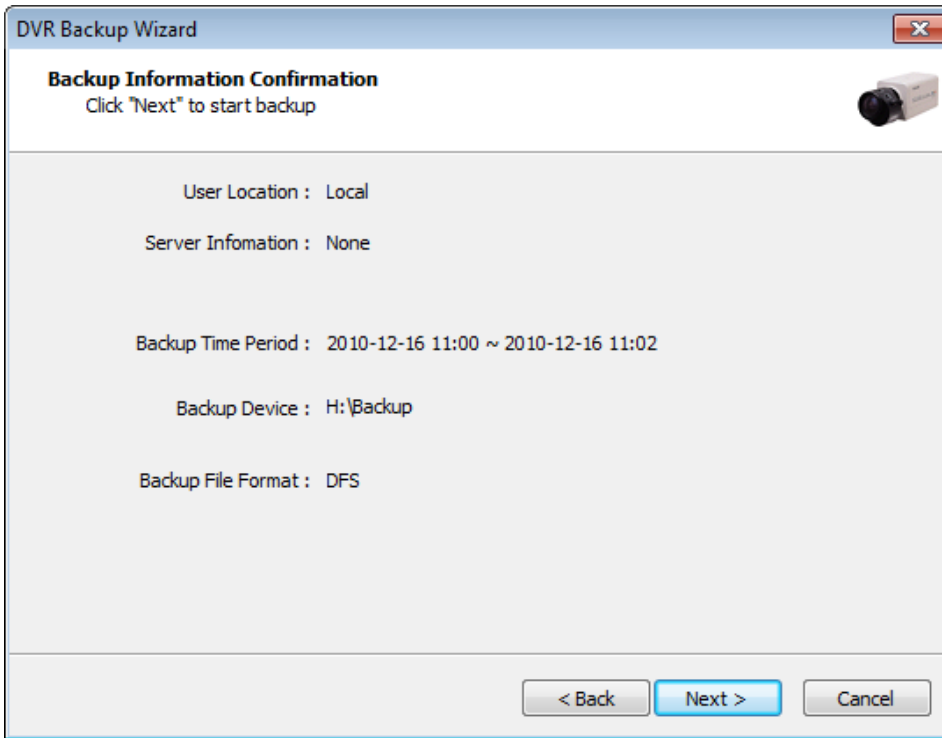 DVR Backup Wizard
Backup Information Confirmation
Click "Next" to start backup
User Location : Local
Server Infomation : None
Backup Time Period : 2010-12-16 11:00 ~ 2010-12-16 11:02
Backup Device : H:\Backup
Backup File Format : DFS
< Back Next > Cancel